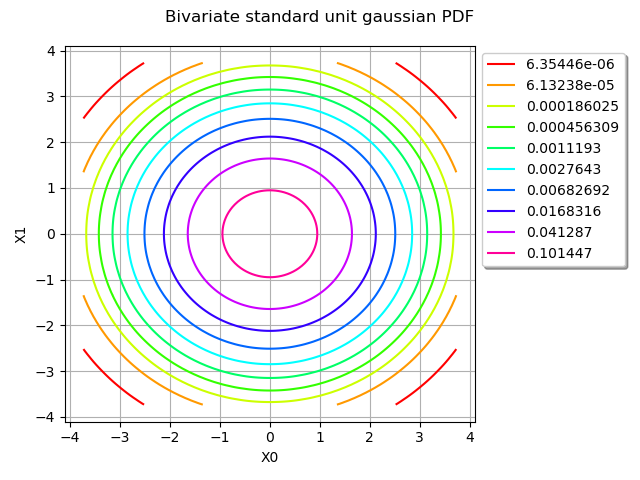 Bivariate standard unit gaussian PDF
6.35446e-06
6.13238e-05
0.000186025
0.000456309
0.0011193
0.0027643
0.00682692
0.0168316
0.041287
0.101447
X1
4
3
2
1
0
−1
−2
−3
−4
−4 −3 −2 −1 0 1 2 3 4
X0